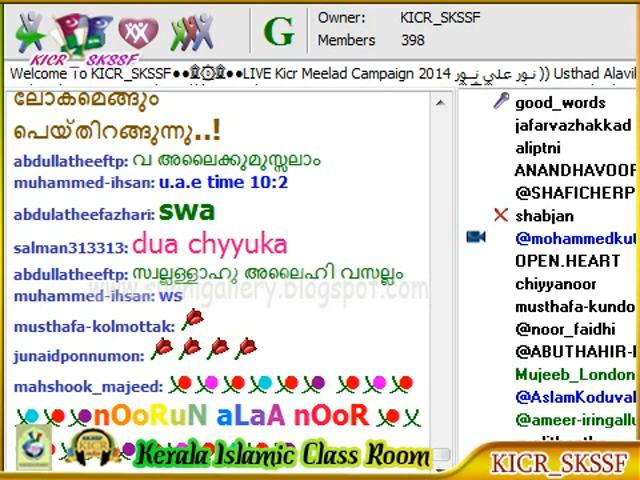 Owner: KICR_SKSSF
Members 398
KICR_SKSSF
Welcome To KICR_SKSSF●●۩۞۩●●LIVE Kicr Meelad Campaign 2014 نور علي نور )) Usthad Alavil
ലോകമെങ്ങും
പെയ്തിറങ്ങുന്നു..!
abdullatheeftp: വ അലൈക്കുമുസ്സലാം
muhammed-ihsan: u.a.e time 10:2
abdulatheefazhari: swa
salman313313: dua chyyuka
abdullatheeftp: സ്വല്ലള്ളാഹു അലൈഹി വസല്ലം
muhammed-ihsan: ws
musthafa-kolmottak:
junaidponnumon:
mahshook_majeed:
nOoRuN aLaA nOoR
good_words
jafarvazhakkad
aliptni
ANANDHAVOOR
@SHAFICHERP
shabjan
@mohammedkut
OPEN.HEART
chiyyanoor
musthafa-kundo
@noor_faidhi
@ABUTHAHIR-
Mujeeb_London
@AslamKoduval
@ameer-iringallu
Kerala Islamic Class Room
KICR_SKSSF